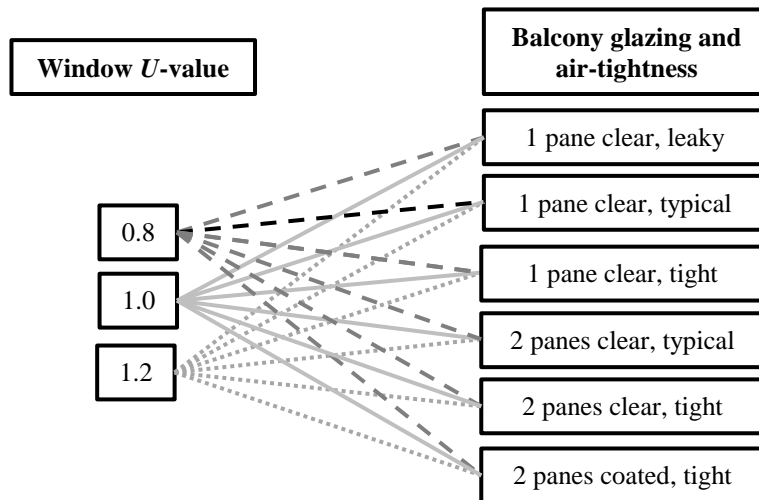 Window U-value
Balcony glazing and
air-tightness
0.8
1.0
1.2
1 pane clear, leaky
1 pane clear, typical
1 pane clear, tight
2 panes clear, typical
2 panes clear, tight
2 panes coated, tight